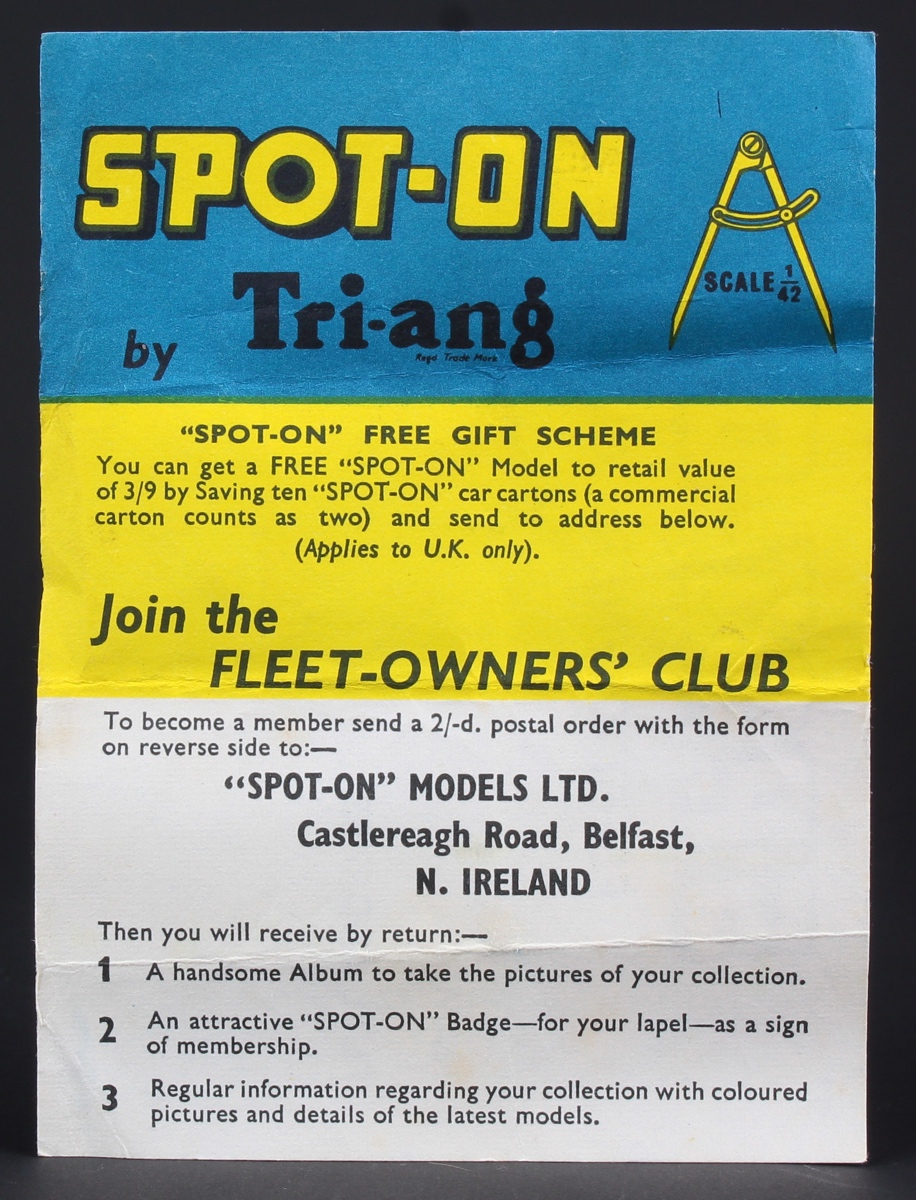 SPOT-ON
by Tri-ang
Regd Trade Mark
SCALE 1/42
“SPOT-ON” FREE GIFT SCHEME
You can get a FREE “SPOT-ON” Model to retail value
of 3/9 by Saving ten “SPOT-ON” car cartons (a commercial
carton counts as two) and send to address below.
(Applies to U.K. only).
Join the
FLEET-OWNERS’ CLUB
To become a member send a 2/-d. postal order with the form
on reverse side to:—
“SPOT-ON” MODELS LTD.
Castlereagh Road, Belfast,
N. IRELAND
Then you will receive by return:—
1 A handsome Album to take the pictures of your collection.
2 An attractive “SPOT-ON” Badge—for your lapel—as a sign
of membership.
3 Regular information regarding your collection with coloured
pictures and details of the latest models.